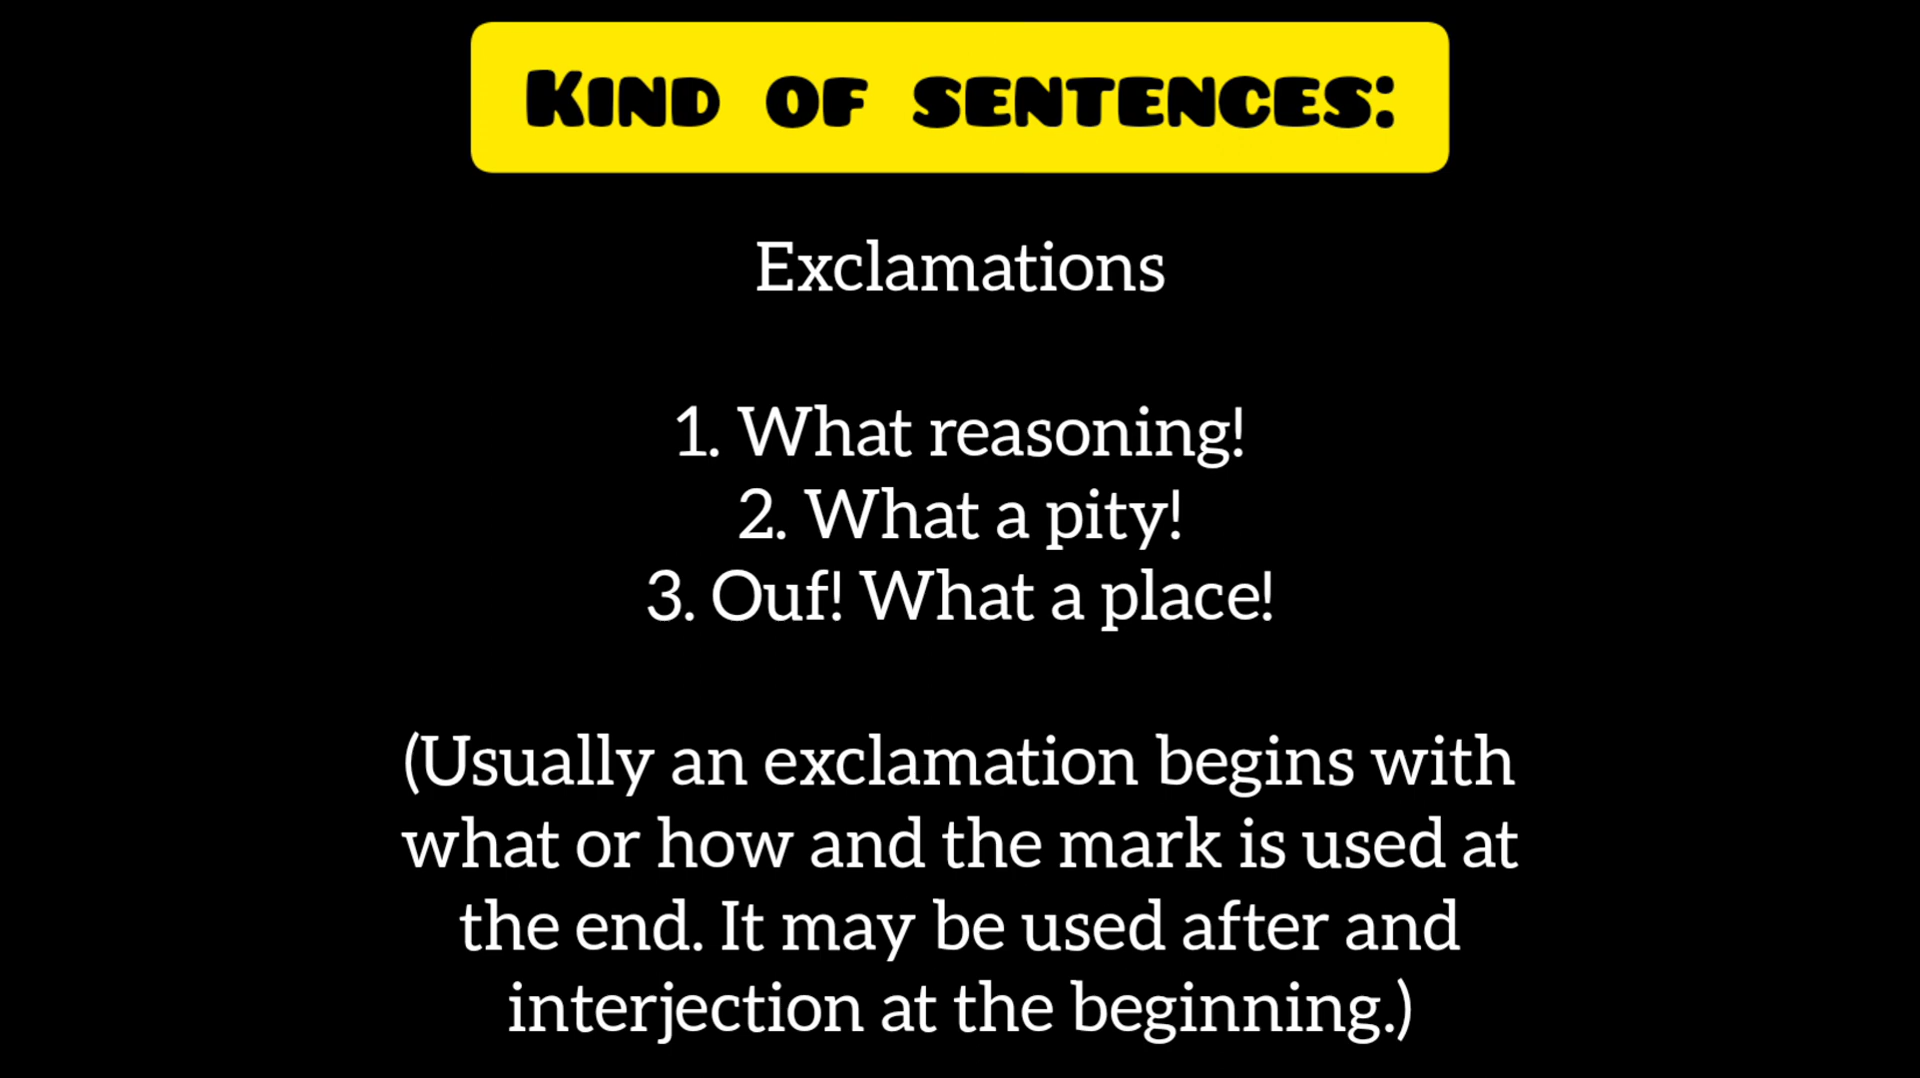 Kind of sentences:
Exclamations
1. What reasoning!
2. What a pity!
3. Ouf! What a place!
(Usually an exclamation begins with
what or how and the mark is used at
the end. It may be used after and
interjection at the beginning.)